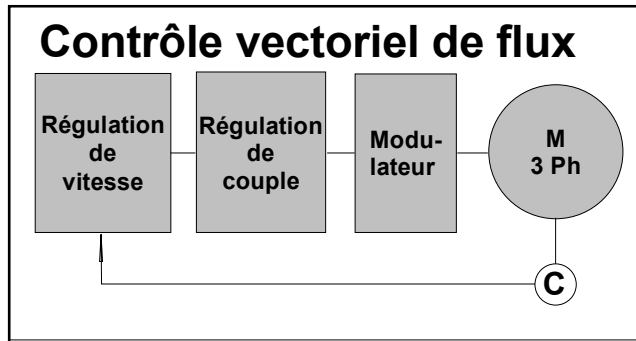 Contrôle vectoriel de flux
Régulation
de
vitesse
Régulation
de
couple
Modu-
lateur
M
3 Ph
C